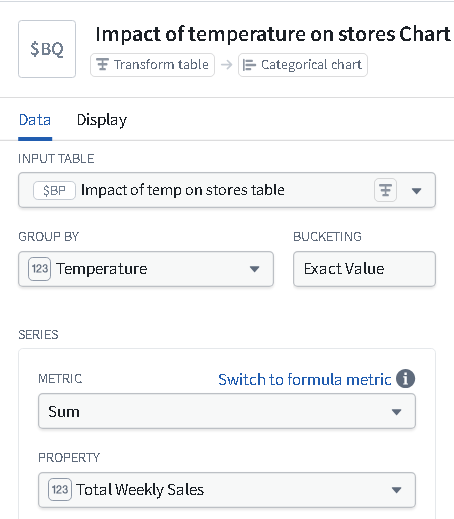 $BQ
Impact of temperature on stores Chart
Transform table → Categorical chart
Data Display
INPUT TABLE
$BP Impact of temp on stores table
GROUP BY BUCKETING
123 Temperature Exact Value
SERIES
METRIC Switch to formula metric i
Sum
PROPERTY
123 Total Weekly Sales